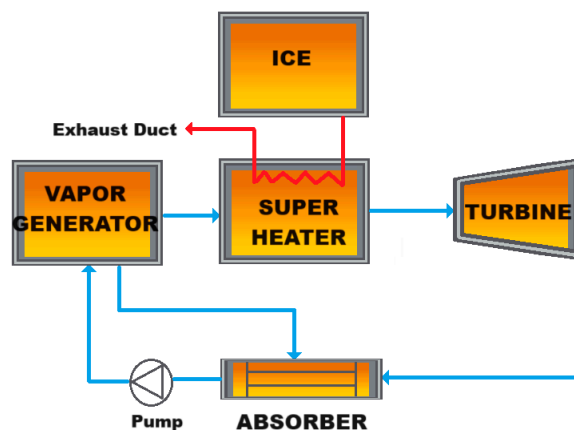 ICE
Exhaust Duct
VAPOR
GENERATOR
SUPER
HEATER
TURBINE
Pump
ABSORBER